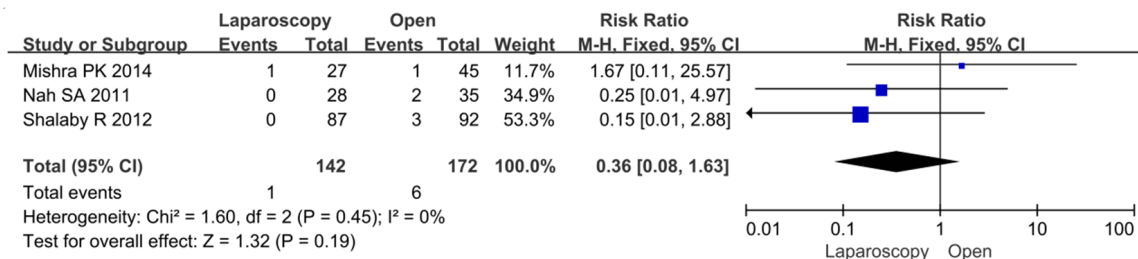 Laparoscopy Open Risk Ratio Risk Ratio
Study or Subgroup Events Total Events Total Weight M-H, Fixed, 95% CI M-H, Fixed, 95% CI
Mishra PK 2014 1 27 1 45 11.7% 1.67 [0.11, 25.57]
Nah SA 2011 0 28 2 35 34.9% 0.25 [0.01, 4.97]
Shalaby R 2012 0 87 3 92 53.3% 0.15 [0.01, 2.88]
Total (95% CI) 142 172 100.0% 0.36 [0.08, 1.63]
Total events 1 6
Heterogeneity: Chi² = 1.60, df = 2 (P = 0.45); I² = 0%
Test for overall effect: Z = 1.32 (P = 0.19)
0.01 0.1 1 10 100
Laparoscopy Open